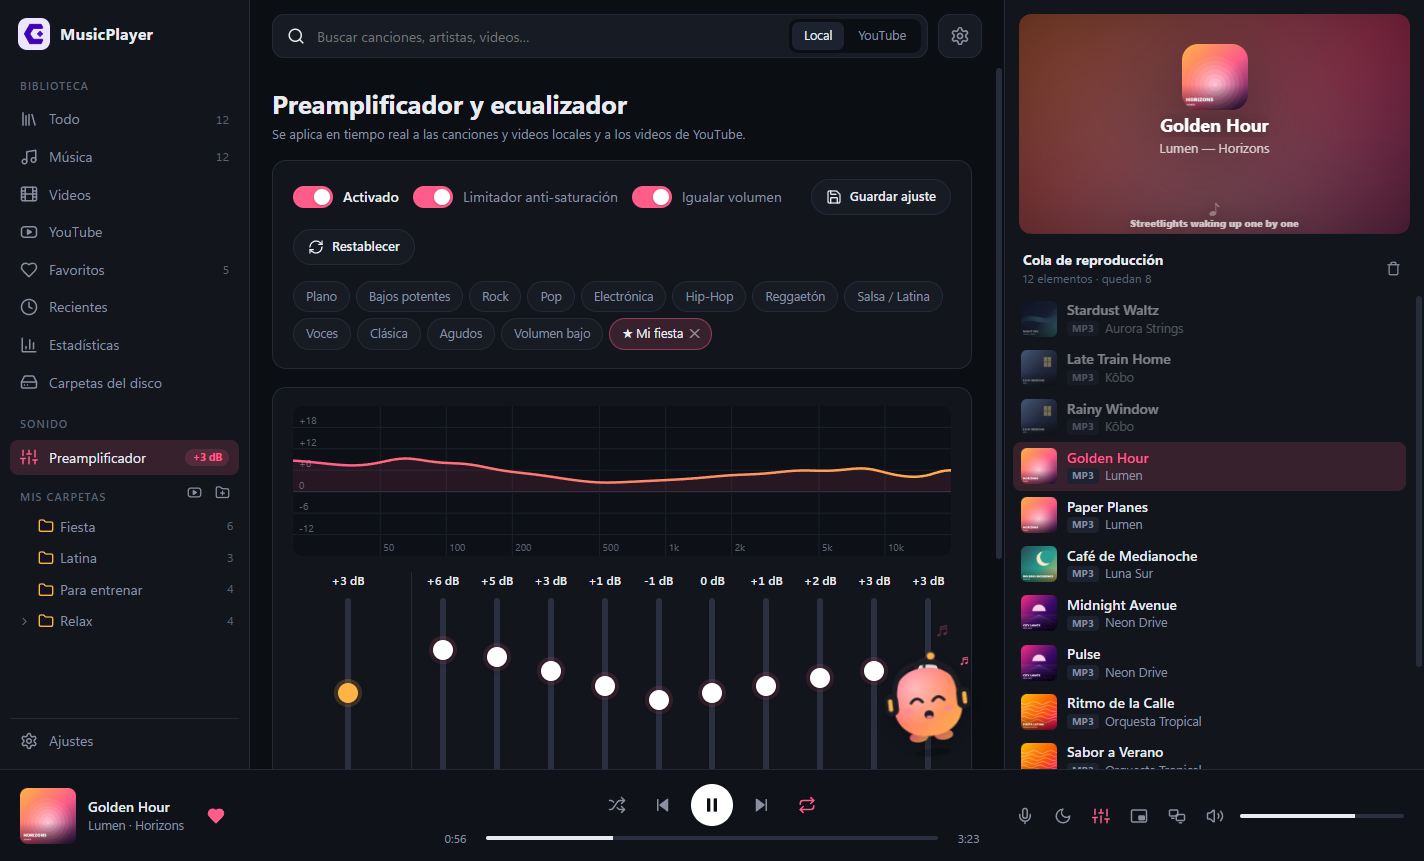 MusicPlayer
BIBLIOTECA
Todo 12
Música 12
Videos
YouTube
Favoritos 5
Recientes
Estadísticas
Carpetas del disco
SONIDO
Preamplificador +3 dB
MIS CARPETAS
Fiesta 6
Latina 3
Para entrenar 4
Relax 4
Ajustes
Buscar canciones, artistas, videos...
Local YouTube
Preamplificador y ecualizador
Se aplica en tiempo real a las canciones y videos locales y a los videos de YouTube.
Activado Limitador anti-saturación Igualar volumen Guardar ajuste
Restablecer
Plano Bajos potentes Rock Pop Electrónica Hip-Hop Reggaetón Salsa / Latina
Voces Clásica Agudos Volumen bajo ★ Mi fiesta
+18
+12
+6
0
-6
-12
50 100 200 500 1k 2k 5k 10k
+3 dB +6 dB +5 dB +3 dB +1 dB -1 dB 0 dB +1 dB +2 dB +3 dB +3 dB
HORIZONS
Golden Hour
Lumen — Horizons
Streetlights waking up one by one
Cola de reproducción
12 elementos · quedan 8
Stardust Waltz
MP3 Aurora Strings
Late Train Home
MP3 Kōbo
Rainy Window
MP3 Kōbo
Golden Hour
MP3 Lumen
Paper Planes
MP3 Lumen
Café de Medianoche
MP3 Luna Sur
Midnight Avenue
MP3 Neon Drive
Pulse
MP3 Neon Drive
Ritmo de la Calle
MP3 Orquesta Tropical
Sabor a Verano
MP3 Orquesta Tropical
HORIZONS
Golden Hour
Lumen · Horizons
0:56 3:23